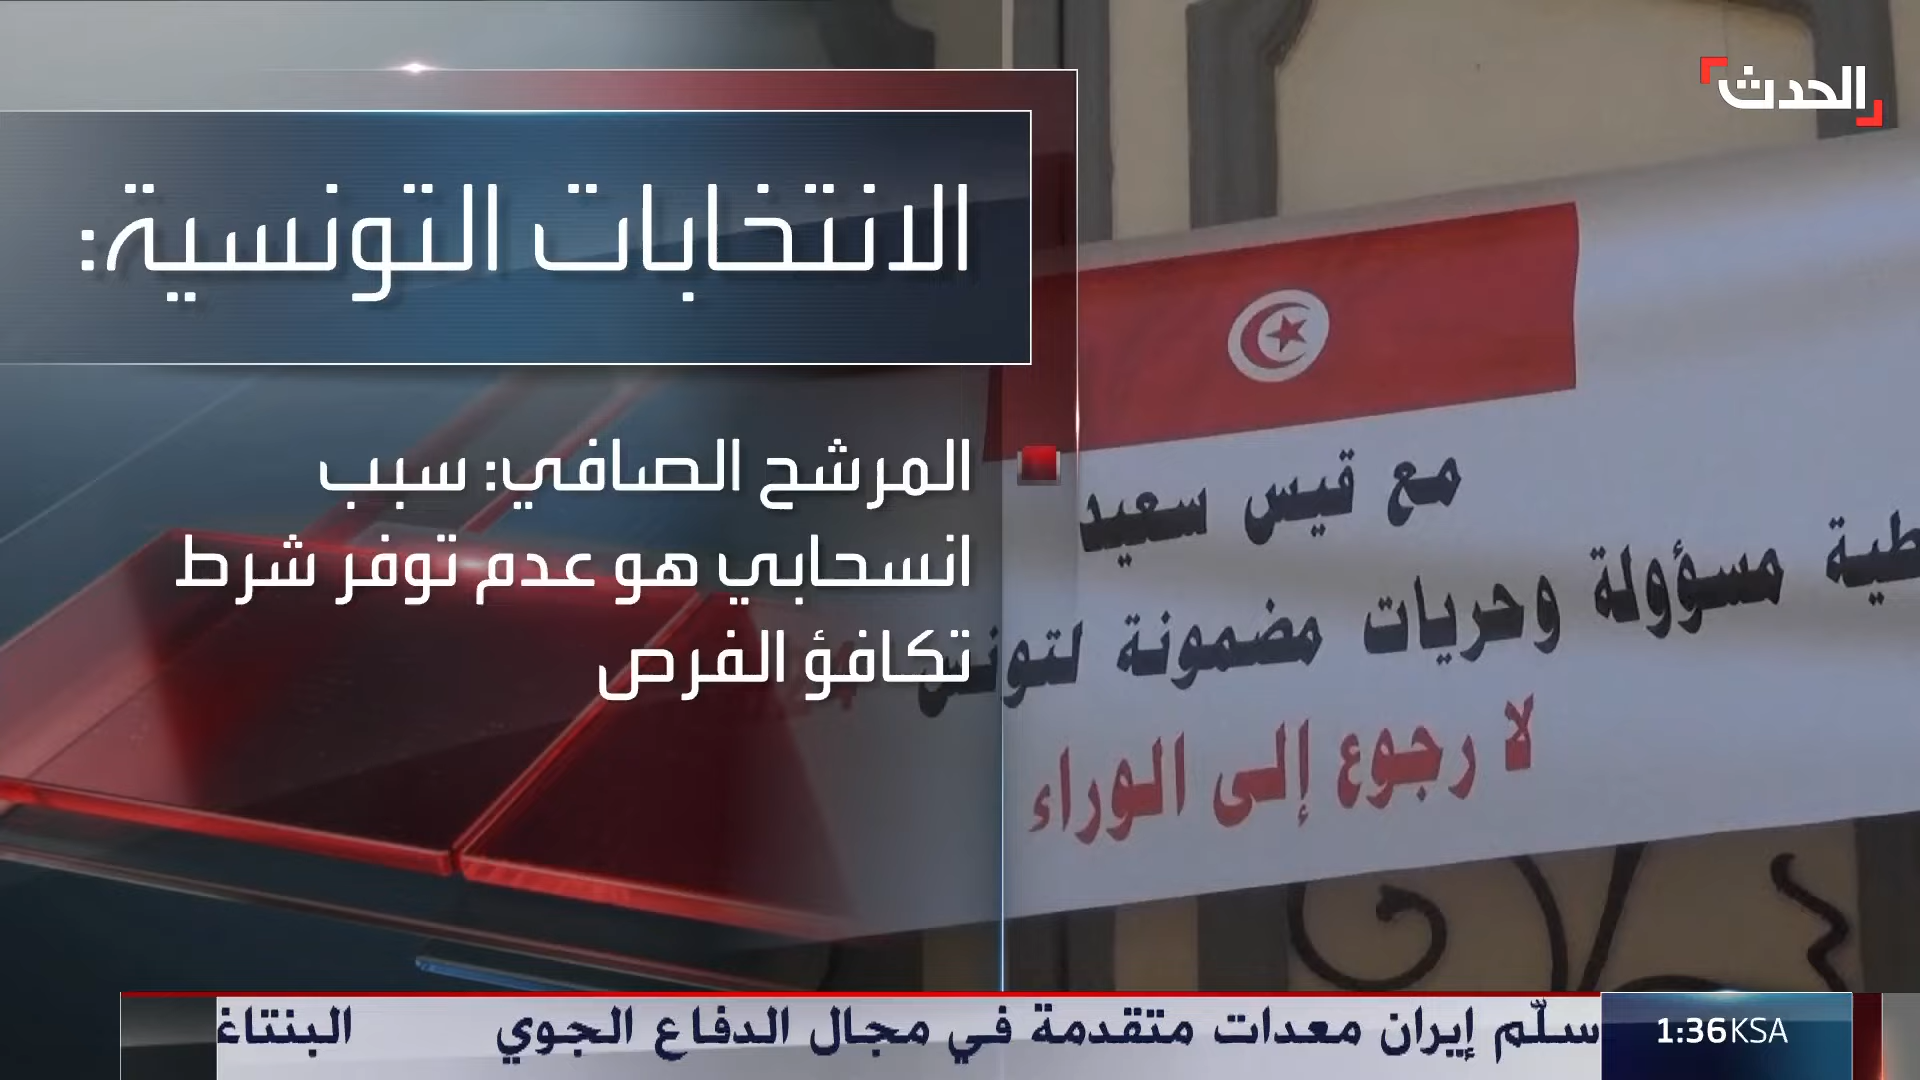 الحدث
الانتخابات التونسية:
المرشح الصافي: سبب
انسحابي هو عدم توفر شرط
تكافؤ الفرص
مع قيس سعيد
مسؤولة وحريات مضمونة لتونس
لا رجوع إلى الوراء
سلّم إيران معدات متقدمة في مجال الدفاع الجوي
1:36 KSA